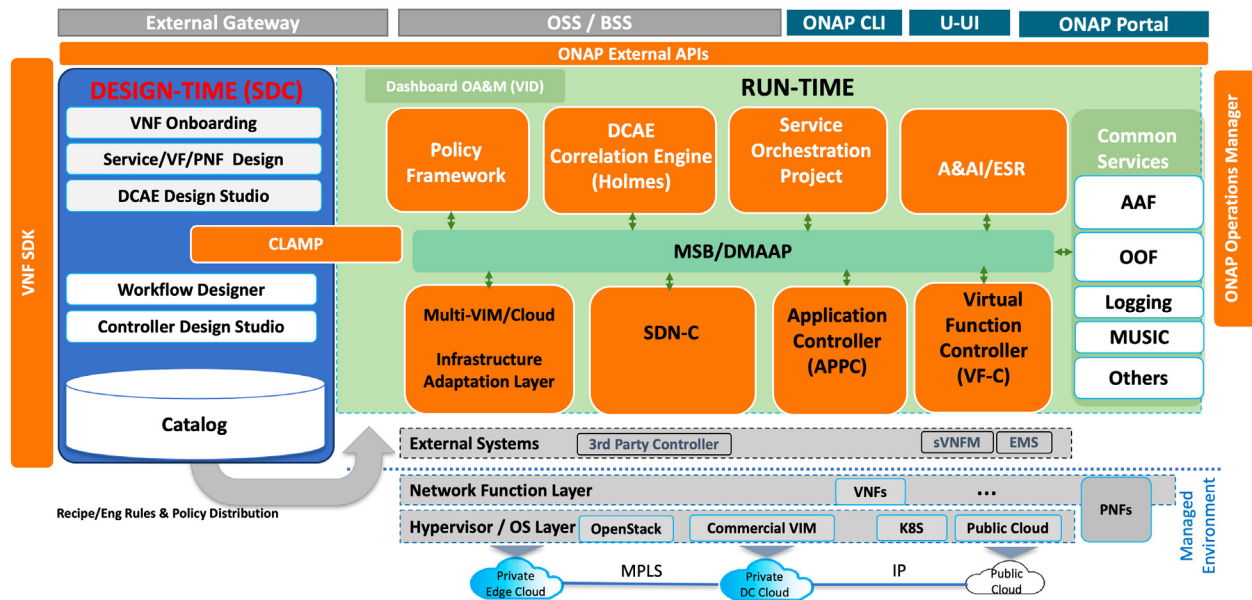 External Gateway
OSS / BSS
ONAP CLI
U-UI
ONAP Portal
ONAP External APIs
VNF SDK
DESIGN-TIME (SDC)
VNF Onboarding
Service/VF/PNF Design
DCAE Design Studio
CLAMP
Workflow Designer
Controller Design Studio
Catalog
Recipe/Eng Rules & Policy Distribution
Dashboard OA&M (VID)
RUN-TIME
Policy
Framework
DCAE
Correlation Engine
(Holmes)
Service
Orchestration
Project
A&AI/ESR
MSB/DMAAP
Multi-VIM/Cloud
Infrastructure
Adaptation Layer
SDN-C
Application
Controller
(APPC)
Virtual
Function
Controller
(VF-C)
Common
Services
AAF
OOF
Logging
MUSIC
Others
ONAP Operations Manager
External Systems
3rd Party Controller
sVNFM
EMS
Network Function Layer
VNFs
...
Hypervisor / OS Layer
OpenStack
Commercial VIM
K8S
Public Cloud
PNFs
Managed
Environment
Private
Edge Cloud
MPLS
Private
DC Cloud
IP
Public
Cloud